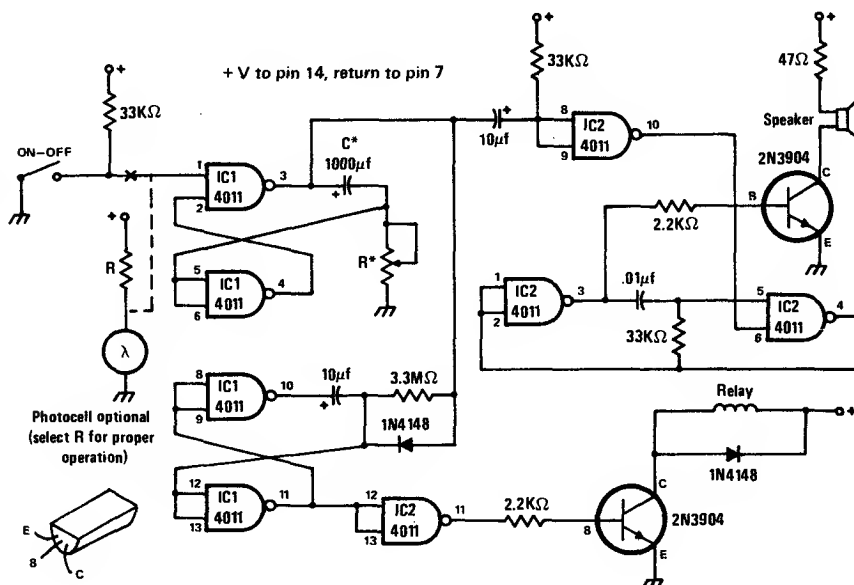 + V to pin 14, return to pin 7
+
33KΩ
ON–OFF
+
R
λ
Photocell optional
(select R for proper
operation)
1
2
IC1
4011
3
C*
1000μf
+
R*
5
6
IC1
4011
4
+
33KΩ
10μf
+
8
9
IC2
4011
10
+
47Ω
Speaker
2N3904
C
B
E
2.2KΩ
1
2
IC2
4011
3
.01μf
33KΩ
5
6
IC2
4011
4
8
9
IC1
4011
10
10μf
+
3.3MΩ
1N4148
12
13
IC1
4011
11
12
13
IC2
4011
11
2.2KΩ
Relay
+
1N4148
C
8
E
2N3904
E
8
C